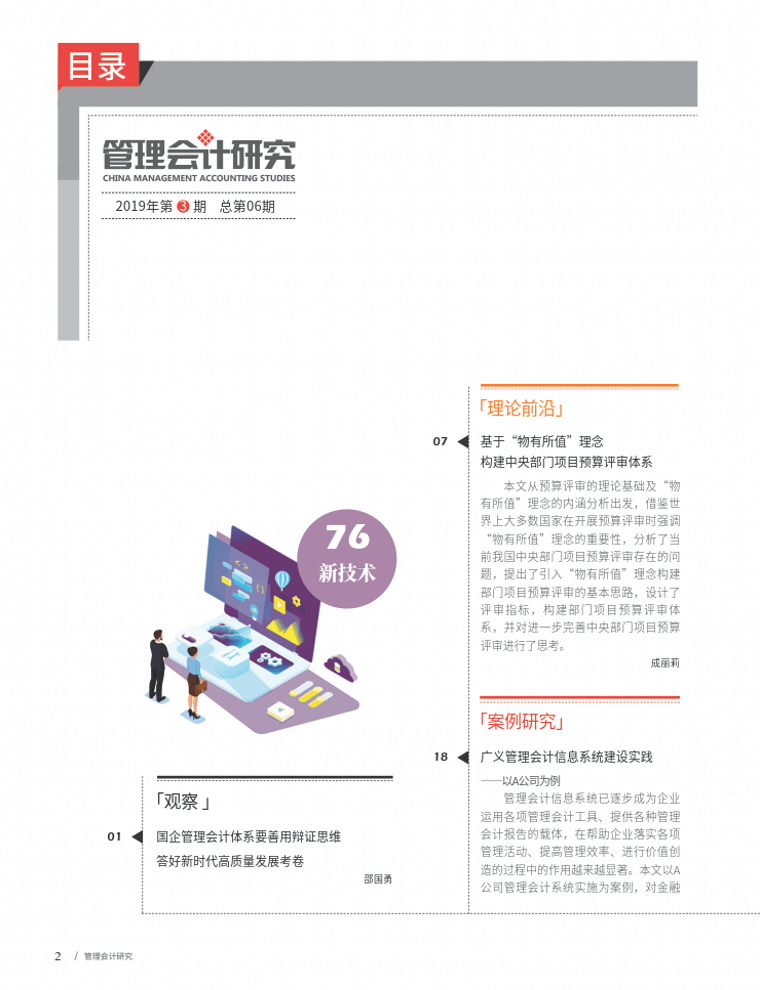 目录
管理会计研究
CHINA MANAGEMENT ACCOUNTING STUDIES
2019年第 3 期 总第06期
76
新技术
「观察 」
01 国企管理会计体系要善用辩证思维
答好新时代高质量发展考卷
邵国勇
「理论前沿」
07 基于“物有所值”理念
构建中央部门项目预算评审体系
本文从预算评审的理论基础及“物
有所值”理念的内涵分析出发，借鉴世
界上大多数国家在开展预算评审时强调
“物有所值”理念的重要性，分析了当
前我国中央部门项目预算评审存在的问
题，提出了引入“物有所值”理念构建
部门项目预算评审的基本思路，设计了
评审指标，构建部门项目预算评审体
系，并对进一步完善中央部门项目预算
评审进行了思考。
成丽莉
「案例研究」
18 广义管理会计信息系统建设实践
——以A公司为例
管理会计信息系统已逐步成为企业
运用各项管理会计工具、提供各种管理
会计报告的载体，在帮助企业落实各项
管理活动、提高管理效率、进行价值创
造的过程中的作用越来越显著。本文以A
公司管理会计系统实施为案例，对金融
2 / 管理会计研究